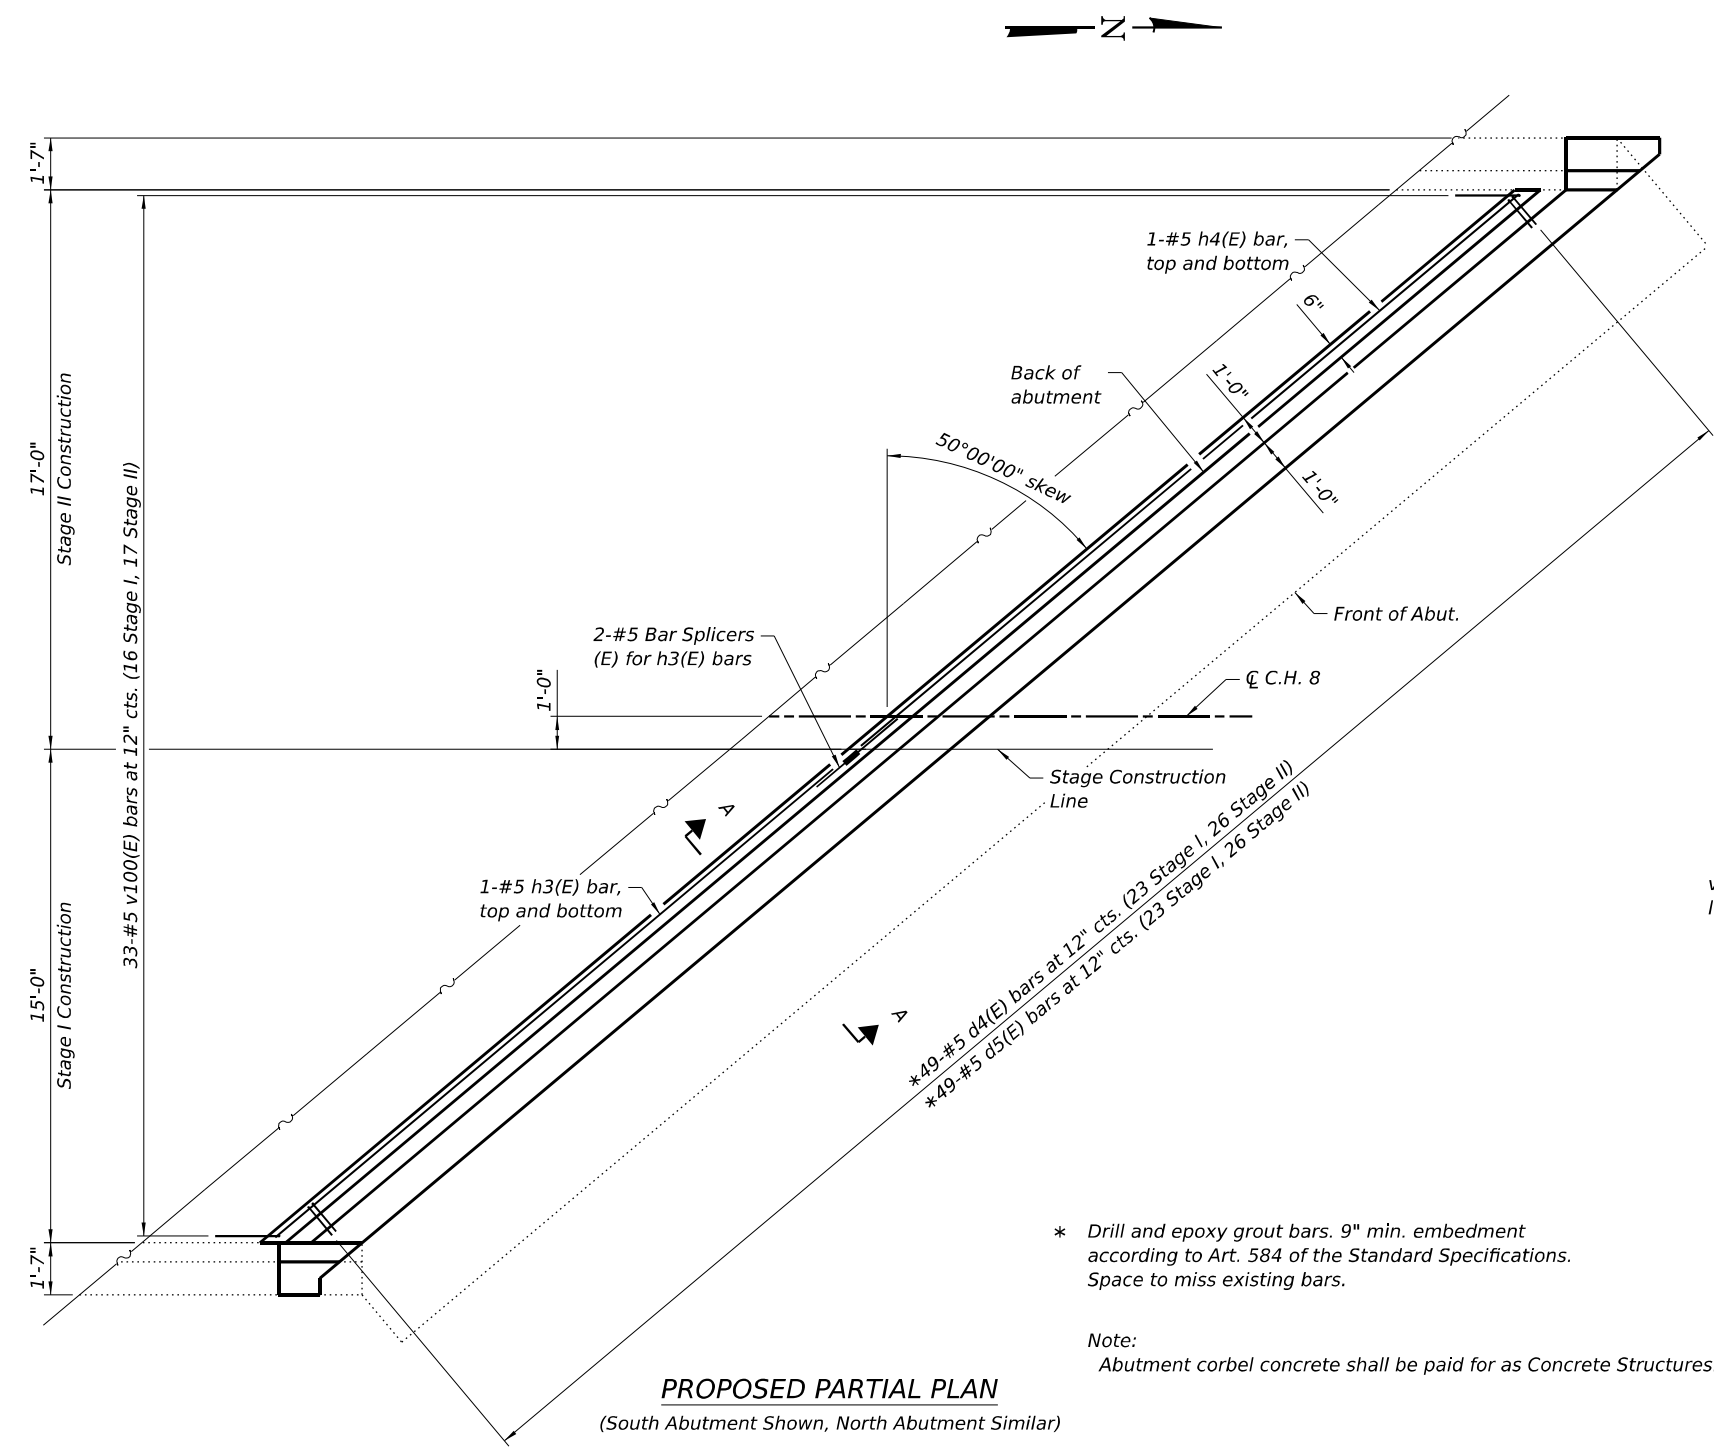 N
1'-7"
1-#5 h4(E) bar,
top and bottom
6"
Back of
abutment
1'-0"
1'-0"
50°00'00" skew
17'-0"
Stage II Construction
33-#5 v100(E) bars at 12" cts. (16 Stage I, 17 Stage II)
Front of Abut.
2-#5 Bar Splicers
(E) for h3(E) bars
1'-0"
℄ C.H. 8
Stage Construction
Line
A
1-#5 h3(E) bar,
top and bottom
15'-0"
Stage I Construction
A
*49-#5 d4(E) bars at 12" cts. (23 Stage I, 26 Stage II)
*49-#5 d5(E) bars at 12" cts. (23 Stage I, 26 Stage II)
1'-7"
* Drill and epoxy grout bars. 9" min. embedment
according to Art. 584 of the Standard Specifications.
Space to miss existing bars.
Note:
Abutment corbel concrete shall be paid for as Concrete Structures
PROPOSED PARTIAL PLAN
(South Abutment Shown, North Abutment Similar)